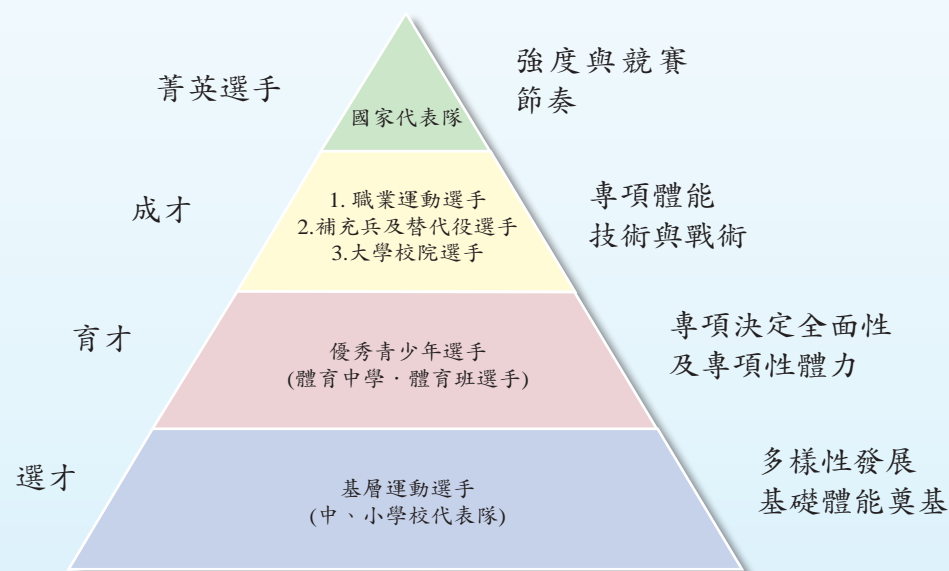 菁英選手
國家代表隊
強度與競賽
節奏
成才
1. 職業運動選手
2.補充兵及替代役選手
3.大學校院選手
專項體能
技術與戰術
育才
優秀青少年選手
(體育中學‧體育班選手)
專項決定全面性
及專項性體力
選才
基層運動選手
(中、小學校代表隊)
多樣性發展
基礎體能奠基